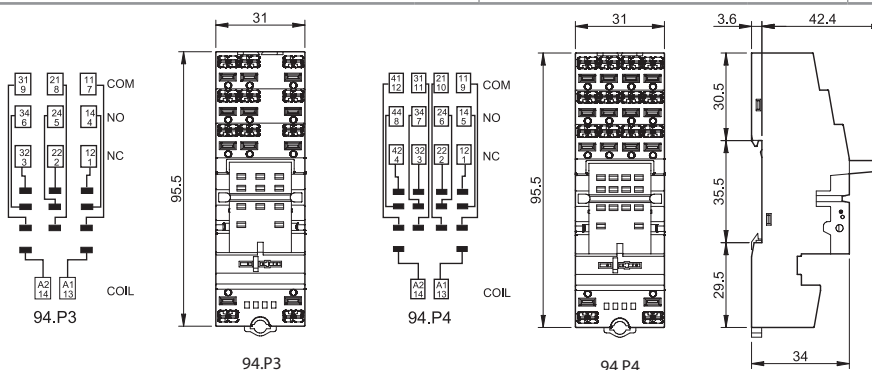 31
95.5
31 21 11
9 8 7
COM
34 24 14
6 5 4
NO
32 22 12
3 2 1
NC
A2 A1
14 13
COIL
94.P3
94.P3
31
95.5
41 31 21 11
12 11 10 9
COM
44 34 24 14
8 7 6 5
NO
42 32 22 12
4 3 2 1
NC
A2 A1
14 13
COIL
94.P4
94.P4
3.6 42.4
30.5
35.5
29.5
34